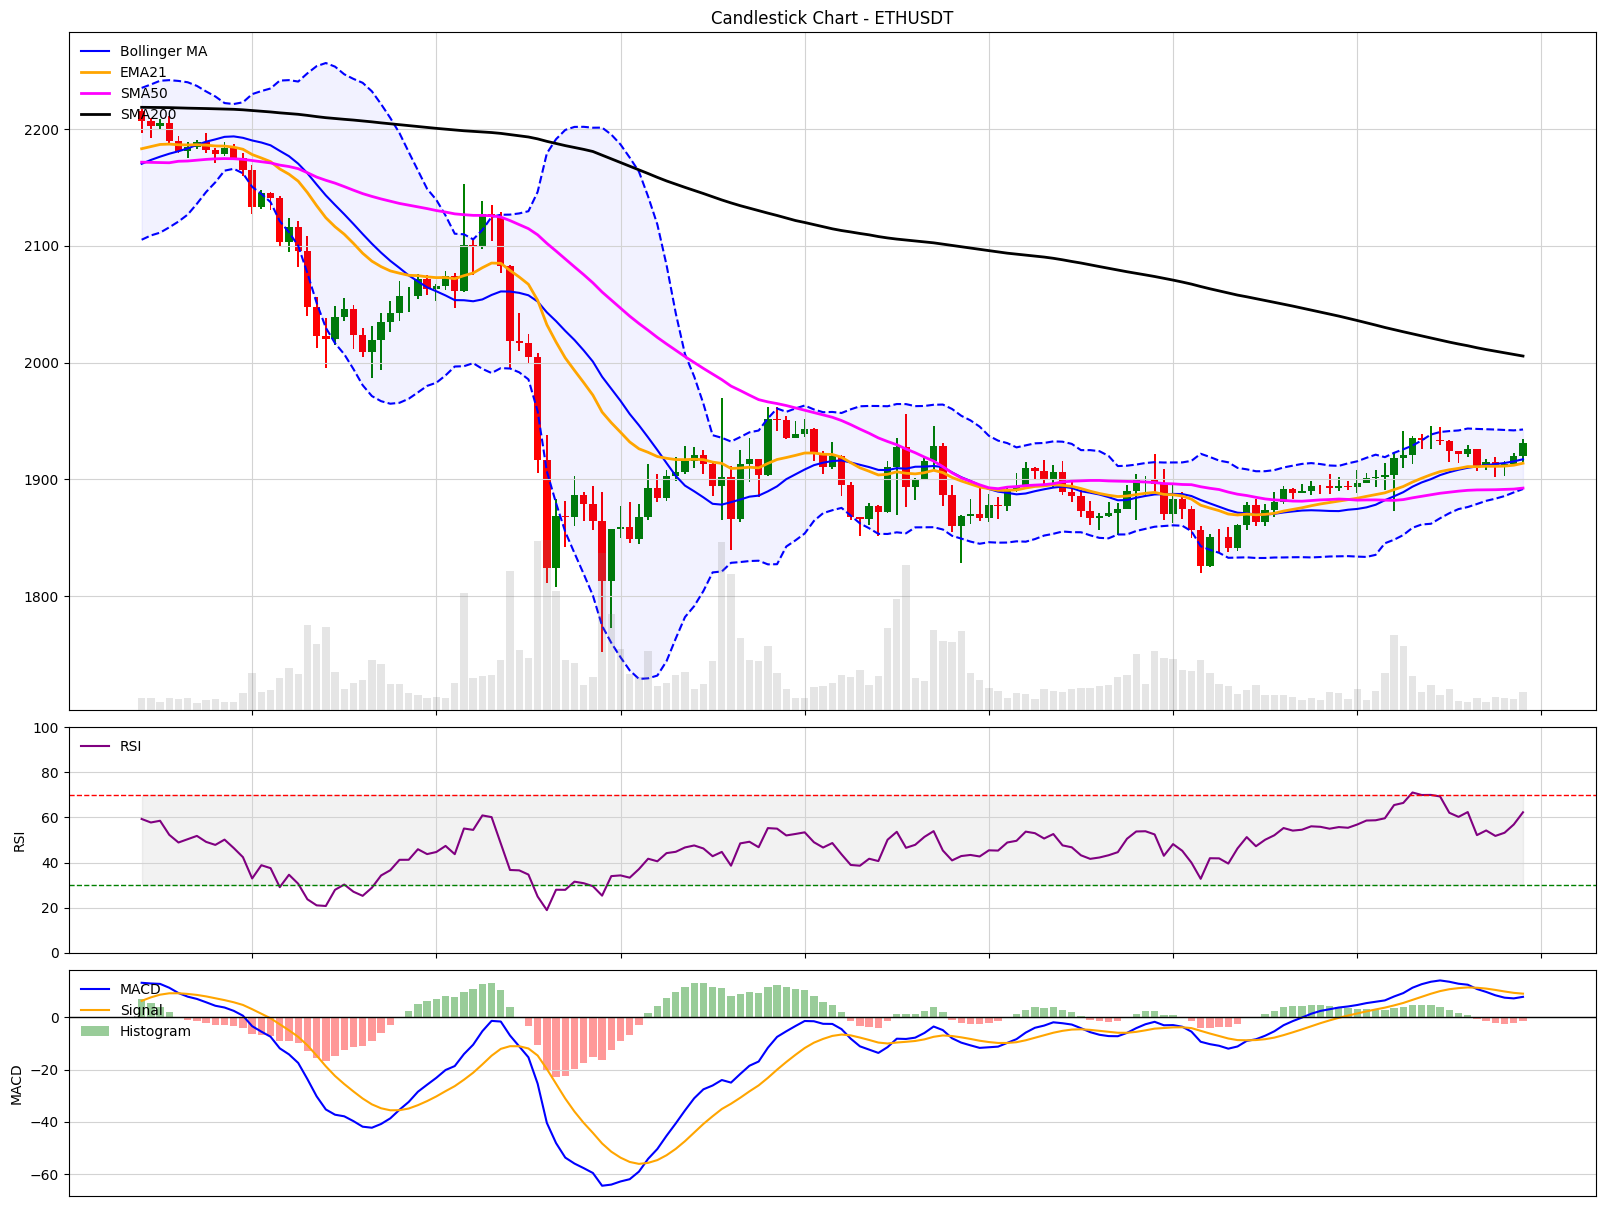 Candlestick Chart - ETHUSDT
Bollinger MA
EMA21
SMA50
SMA200
2200
2100
2000
1900
1800
RSI
100
80
60
40
20
0
RSI
MACD
Signal
Histogram
0
−20
−40
−60
MACD